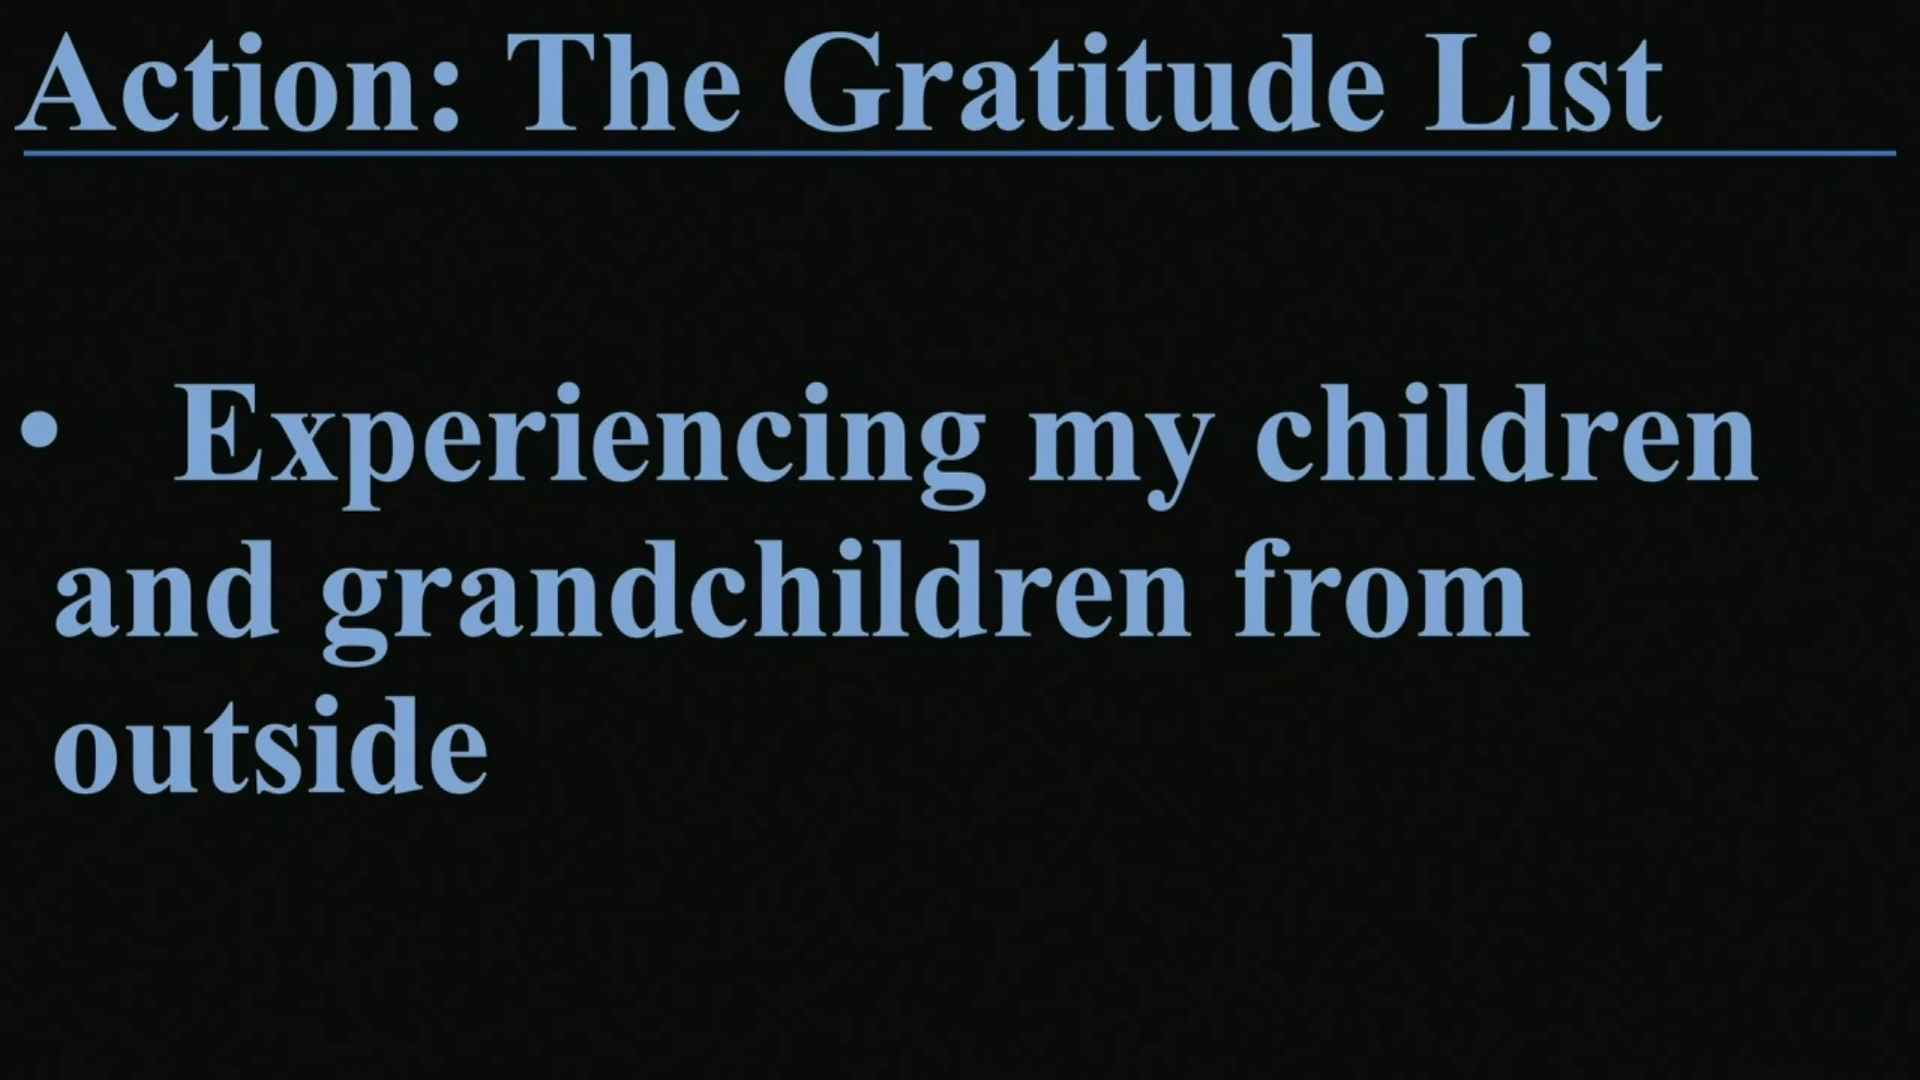 Action: The Gratitude List
• Experiencing my children
and grandchildren from
outside